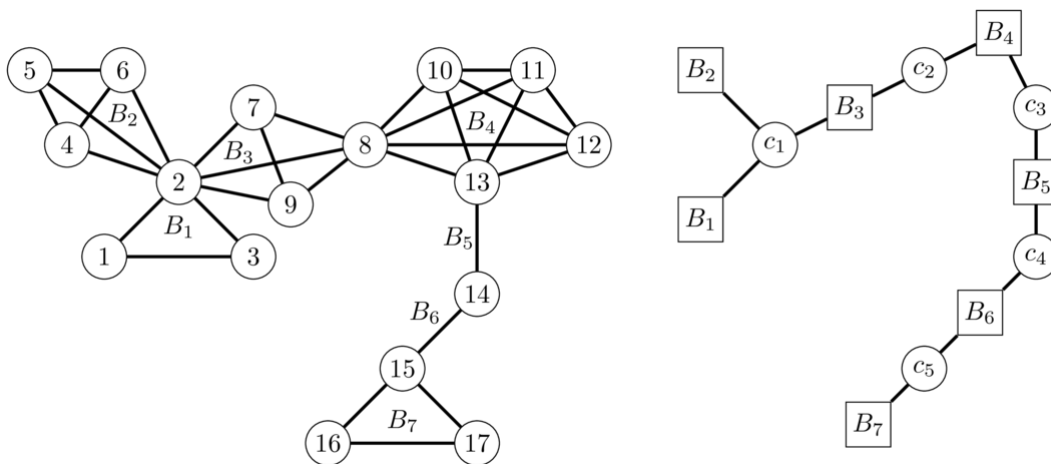 5
6
B₂
4
7
B₃
2
9
B₁
1
3
8
10
11
B₄
12
13
B₅
14
B₆
15
B₇
16
17
B₂
c₁
B₁
B₃
c₂
B₄
c₃
B₅
c₄
B₆
c₅
B₇